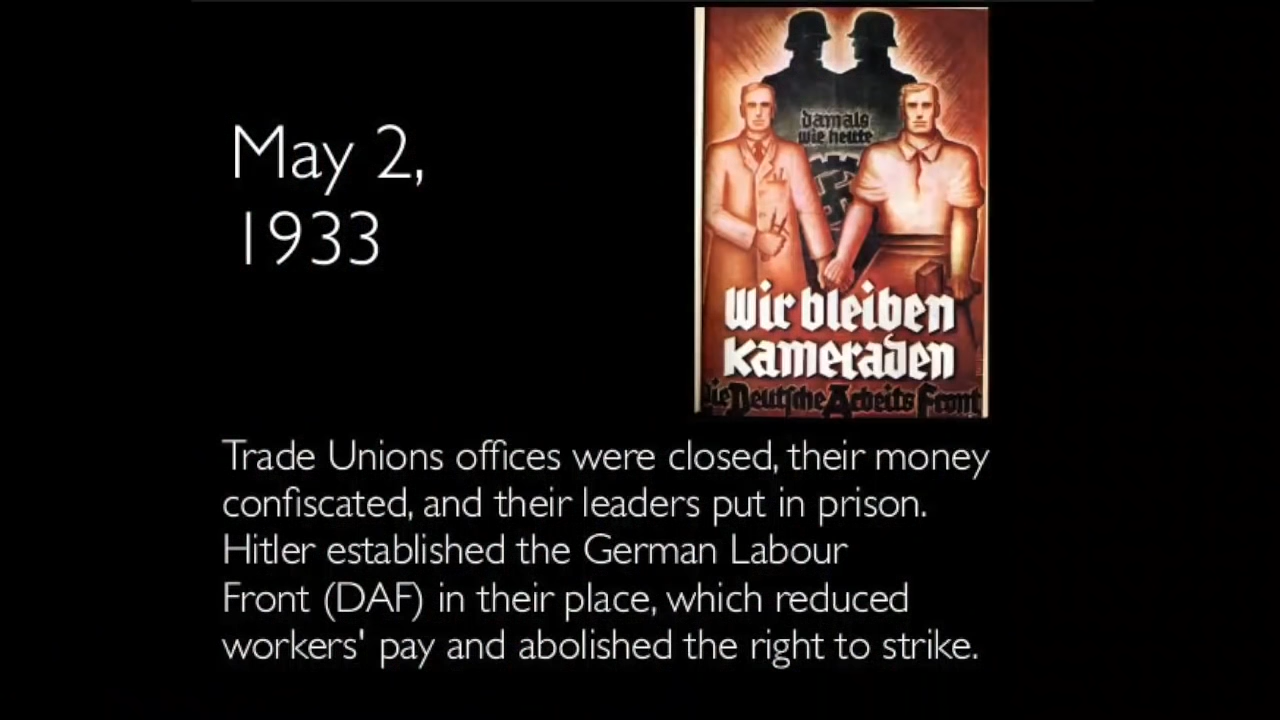 May 2,
1933
damals
wie heute
Wir bleiben
kameraden
Die Deutsche Arbeits Front
Trade Unions offices were closed, their money
confiscated, and their leaders put in prison.
Hitler established the German Labour
Front (DAF) in their place, which reduced
workers' pay and abolished the right to strike.